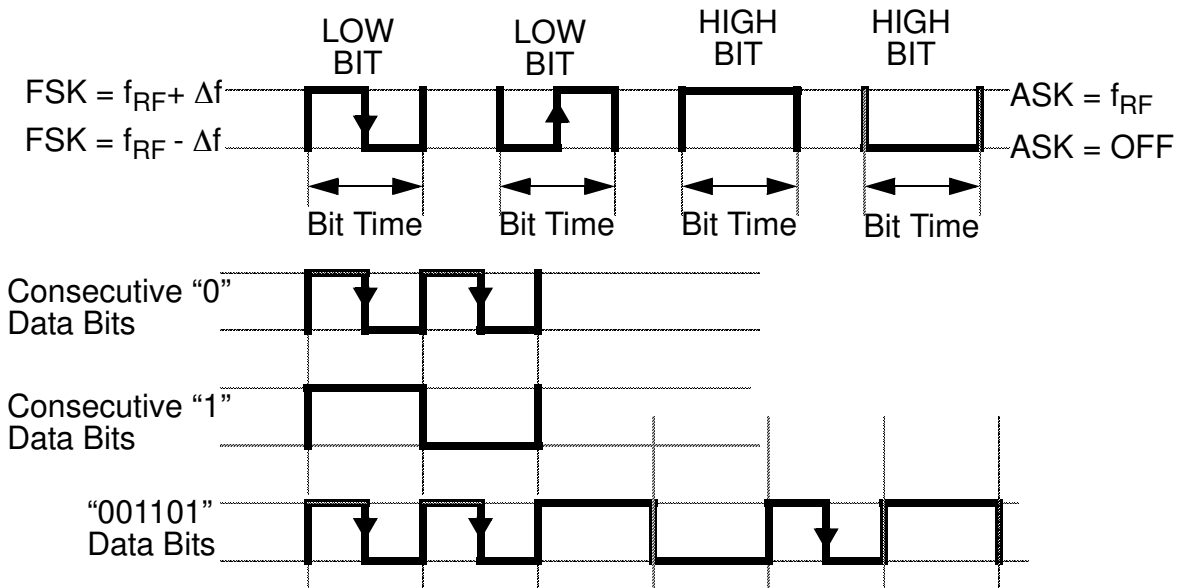 LOW
BIT
LOW
BIT
HIGH
BIT
HIGH
BIT
FSK = fRF+ Δf
FSK = fRF - Δf
ASK = fRF
ASK = OFF
Bit Time
Bit Time
Bit Time
Bit Time
Consecutive “0”
Data Bits
Consecutive “1”
Data Bits
“001101”
Data Bits